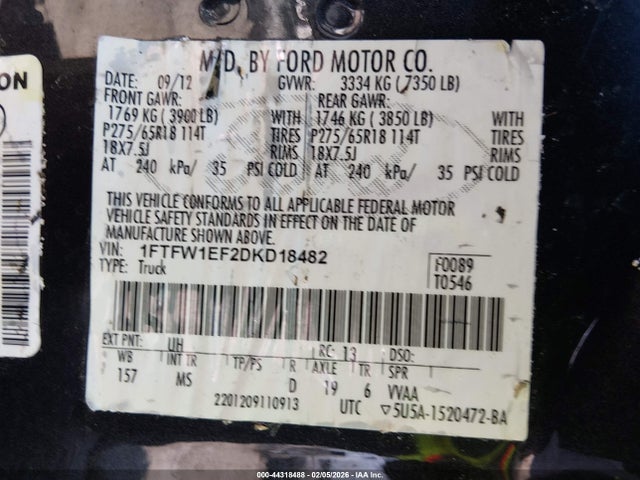 ON
MFD. BY FORD MOTOR CO.
DATE: 09/12 GVWR: 3334 KG (7350 LB)
FRONT GAWR: REAR GAWR:
1769 KG (3900 LB) WITH 1746 KG (3850 LB) WITH
P275/65R18 114T TIRES P275/65R18 114T TIRES
18X7.5J RIMS 18X7.5J RIMS
AT 240 kPa/ 35 PSI COLD AT 240 kPa/ 35 PSI COLD
THIS VEHICLE CONFORMS TO ALL APPLICABLE FEDERAL MOTOR
VEHICLE SAFETY STANDARDS IN EFFECT ON THE DATE OF
MANUFACTURE SHOWN ABOVE.
VIN: 1FTFW1EF2DKD18482
TYPE: Truck
F0089
T0546
EXT PNT: UH RC: 13 DSO:
WB INT TR TP/PS R AXLE TR SPR
157 MS D 19 6 VVAA
2201209110913 UTC ▽5U5A-1520472-BA
000-44318488 - 02/05/2026 - COPART